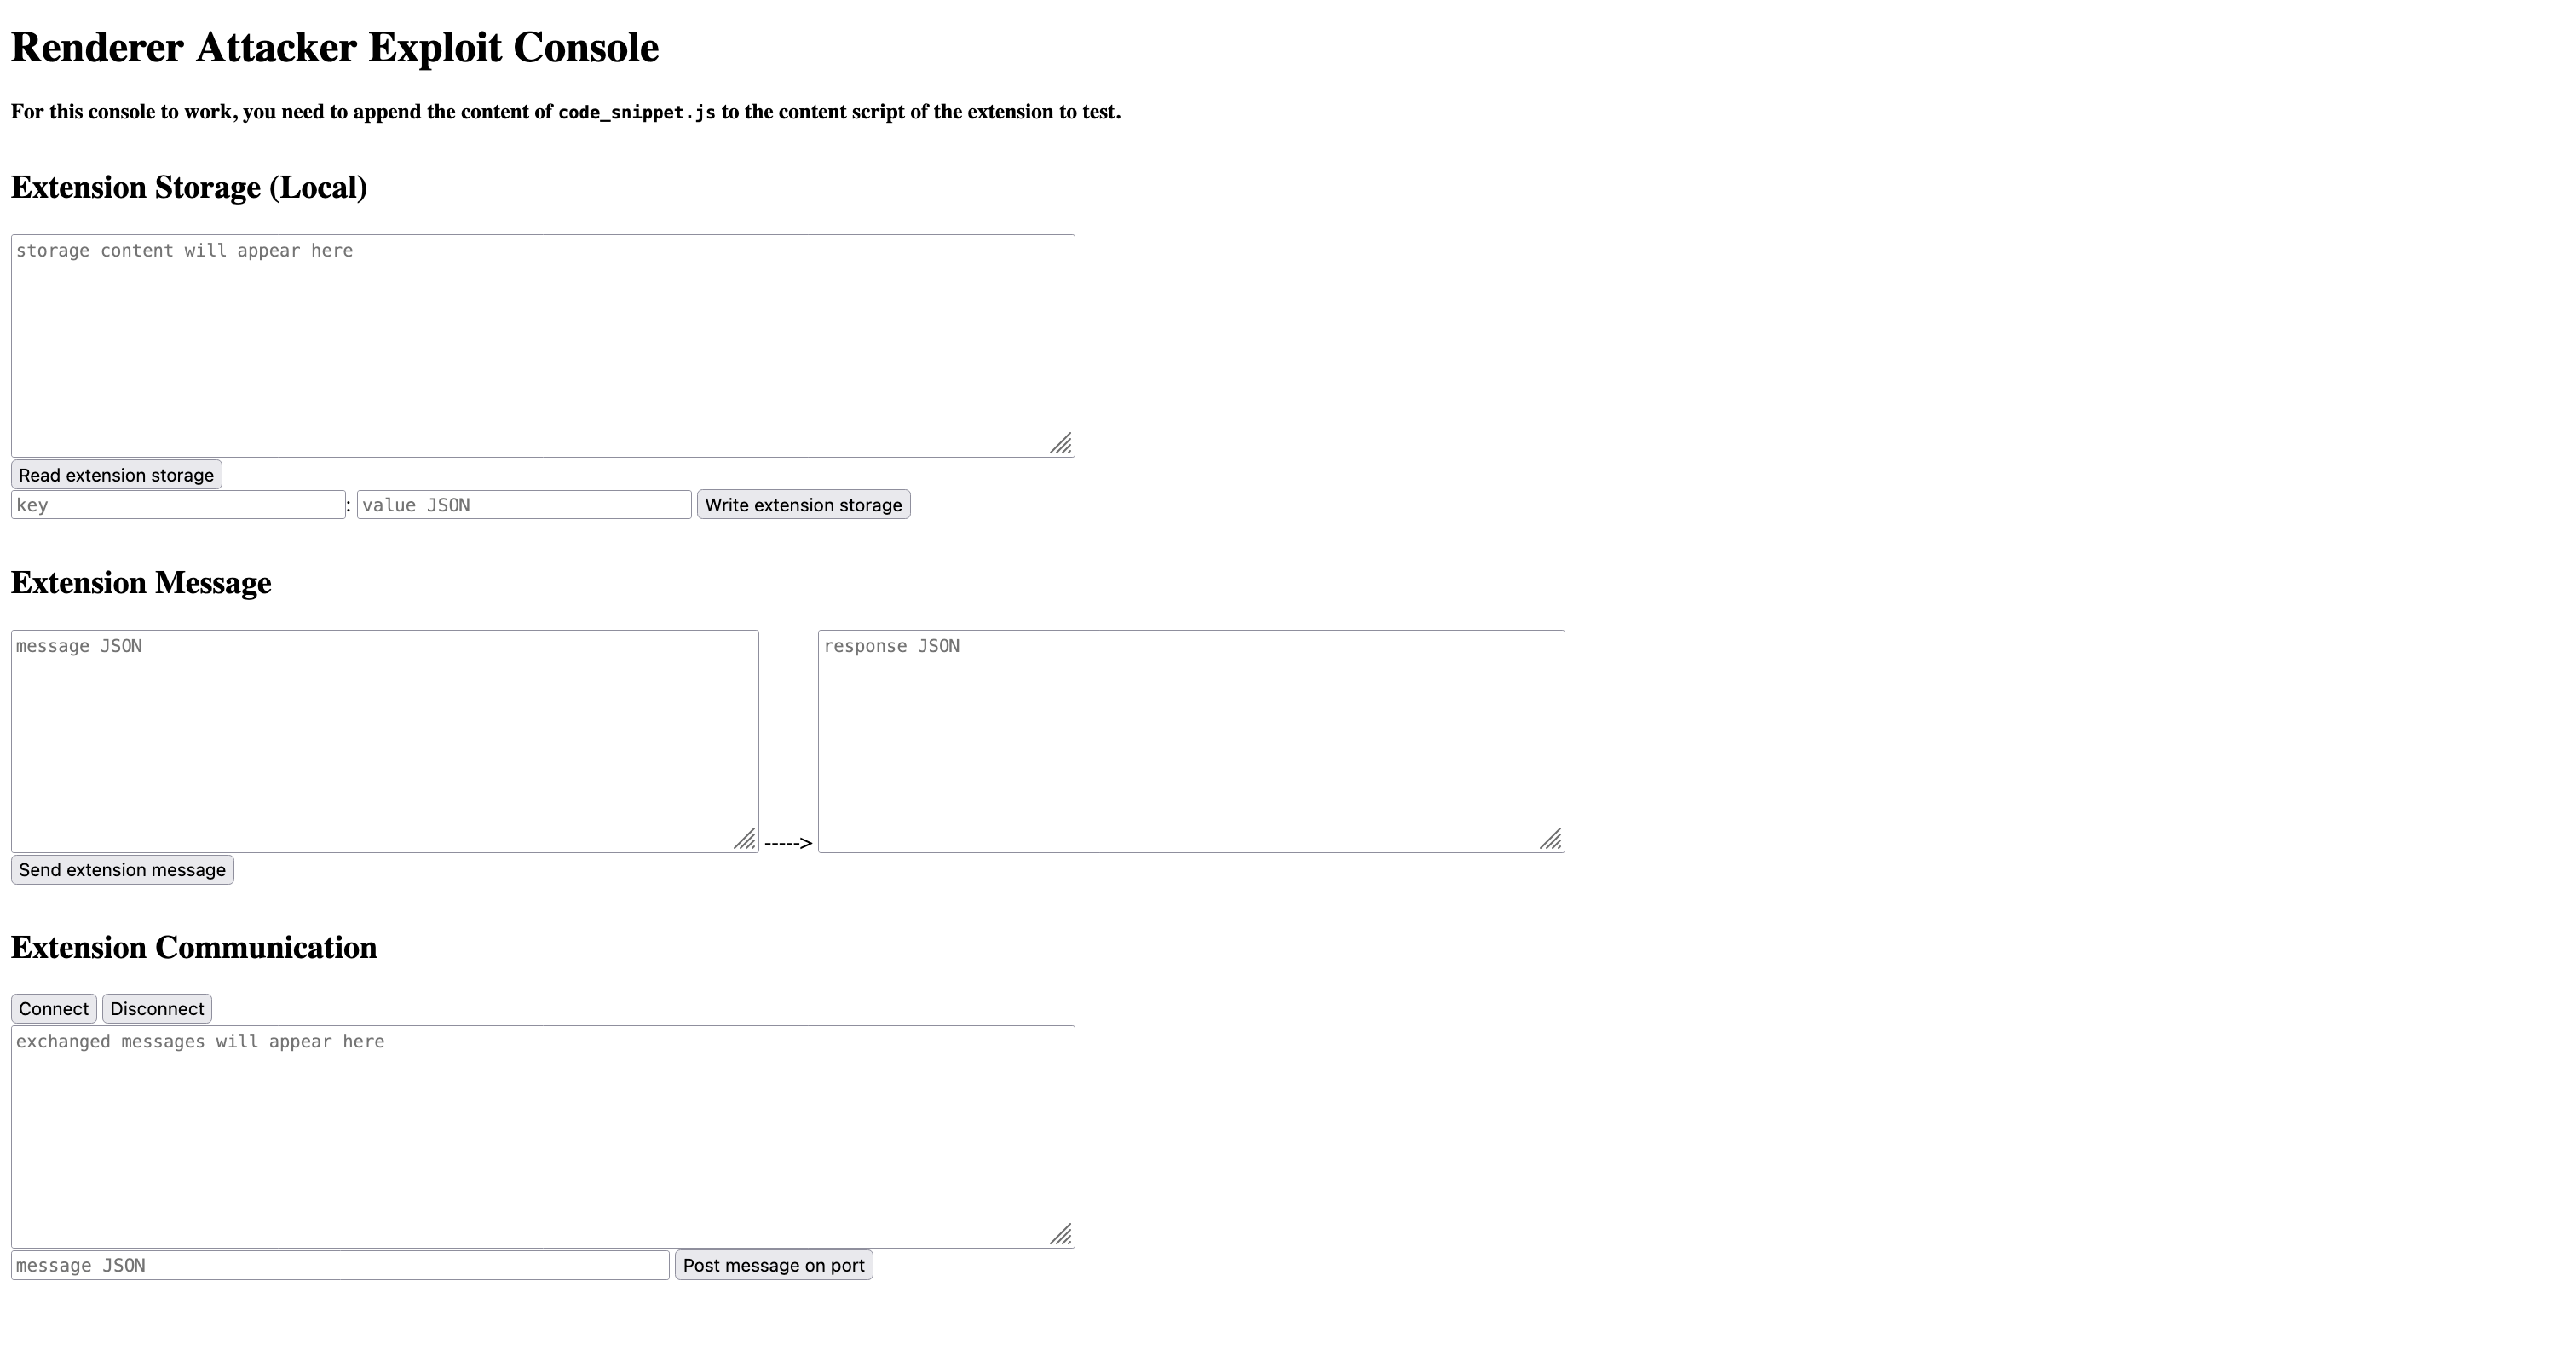 Renderer Attacker Exploit Console
For this console to work, you need to append the content of code_snippet.js to the content script of the extension to test.
Extension Storage (Local)
storage content will appear here
Read extension storage
key : value JSON Write extension storage
Extension Message
message JSON response JSON
----->
Send extension message
Extension Communication
Connect Disconnect
exchanged messages will appear here
message JSON Post message on port